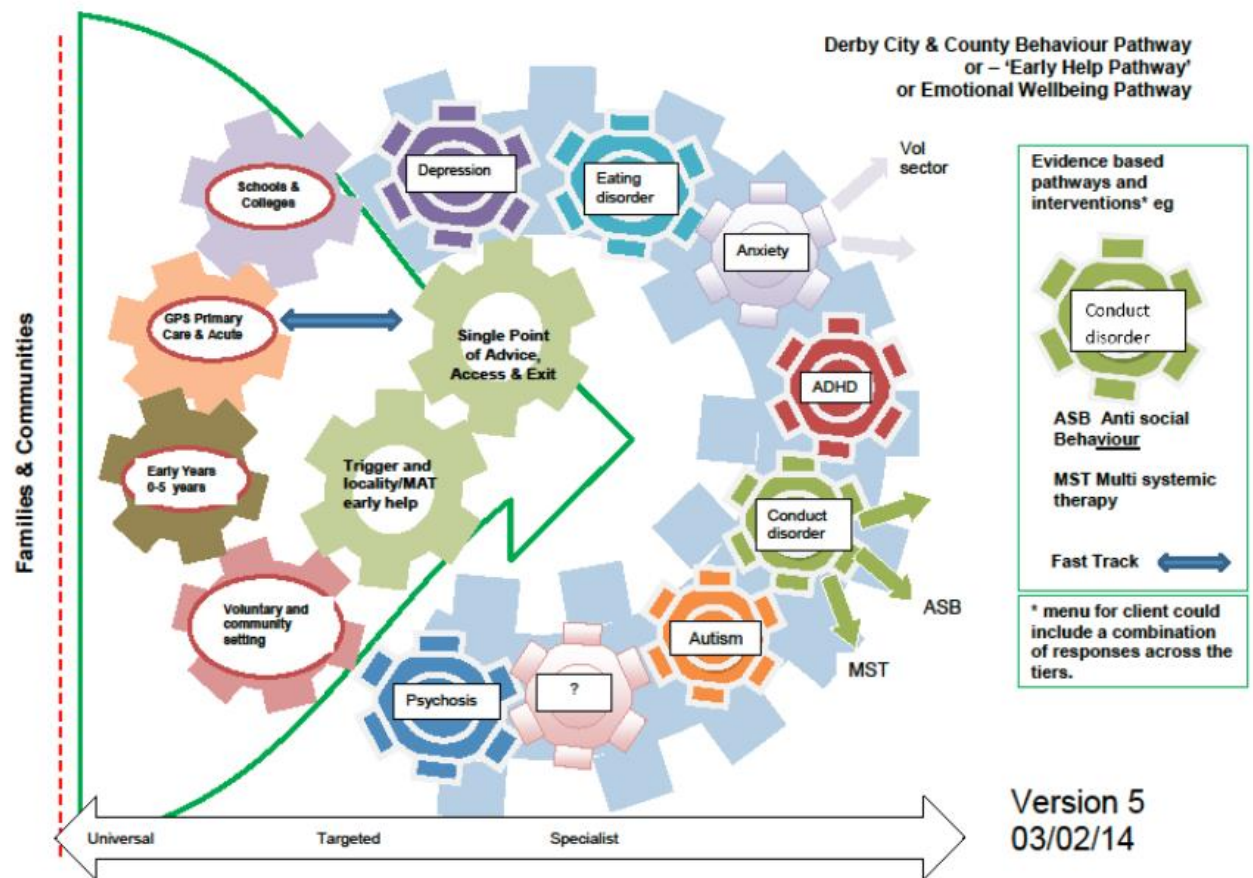 Derby City & County Behaviour Pathway
or – 'Early Help Pathway'
or Emotional Wellbeing Pathway
Families & Communities
Schools &
Colleges
GPS Primary
Care & Acute
Early Years
0-5 years
Voluntary and
community
setting
Single Point
of Advice,
Access & Exit
Trigger and
locality/MAT
early help
Depression
Eating
disorder
Anxiety
Vol
sector
ADHD
Conduct
disorder
ASB
MST
Autism
?
Psychosis
Evidence based
pathways and
interventions* eg
Conduct
disorder
ASB Anti social
Behaviour
MST Multi systemic
therapy
Fast Track
* menu for client could
include a combination
of responses across the
tiers.
Universal
Targeted
Specialist
Version 5
03/02/14